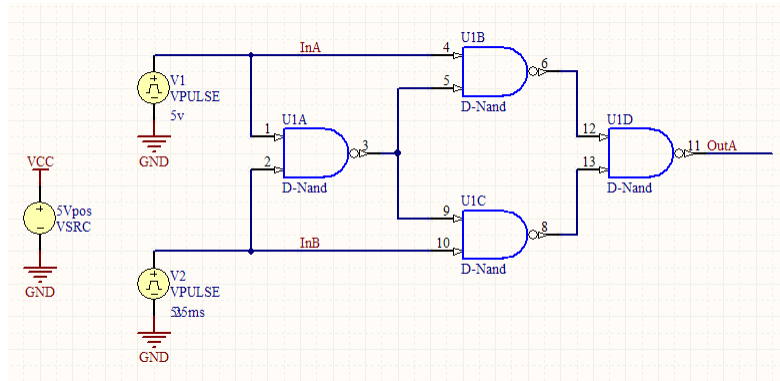 U1B
InA
4
6
V1
VPULSE
5v
5
D-Nand
U1A
1
3
2
D-Nand
GND
U1D
12
11 OutA
13
D-Nand
VCC
5Vpos
VSRC
GND
U1C
9
8
InB
10
D-Nand
V2
VPULSE
GND